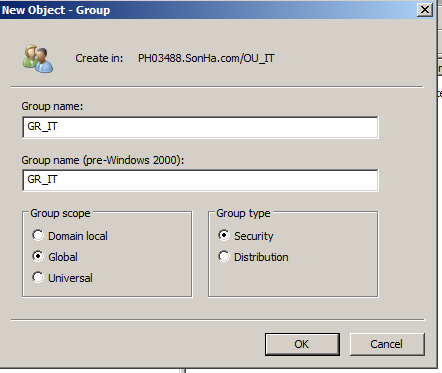 New Object - Group
Create in: PH03488.SonHa.com/OU_IT
Group name:
GR_IT
Group name (pre-Windows 2000):
GR_IT
Group scope
Domain local
Global
Universal
Group type
Security
Distribution
OK
Cancel